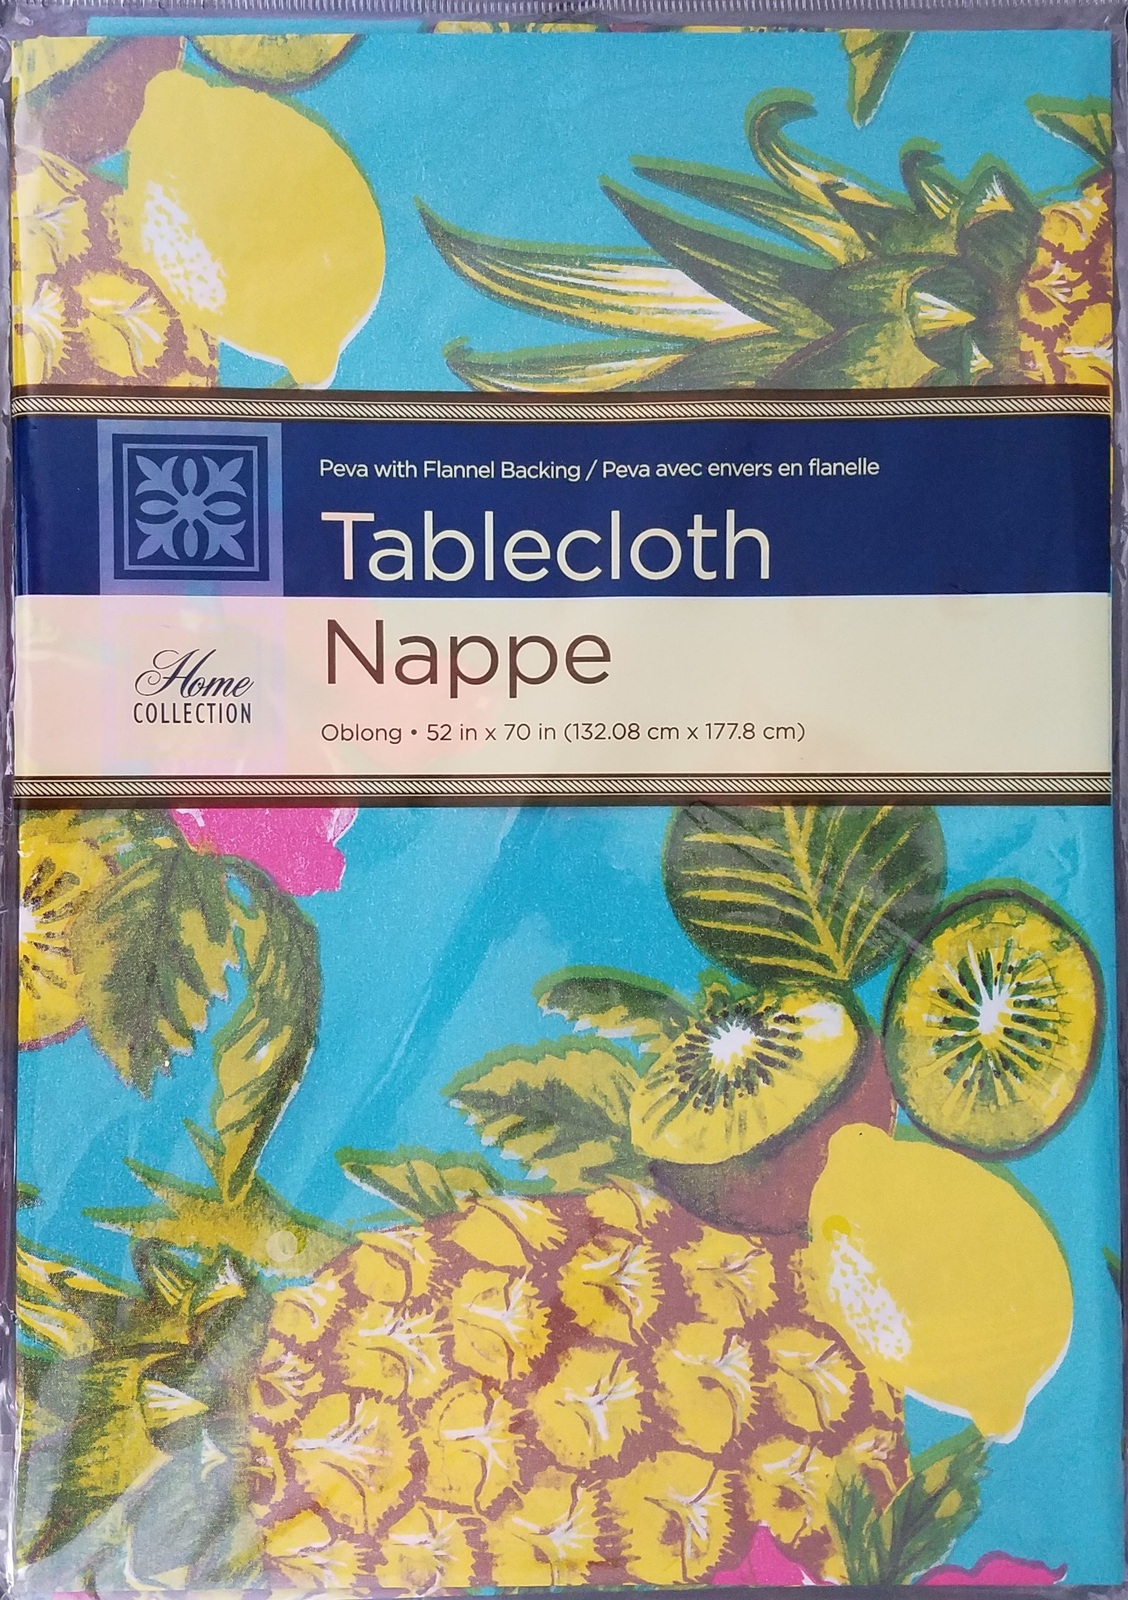 Peva with Flannel Backing / Peva avec envers en flanelle
Tablecloth
Nappe
Home
COLLECTION
Oblong • 52 in x 70 in (132.08 cm x 177.8 cm)